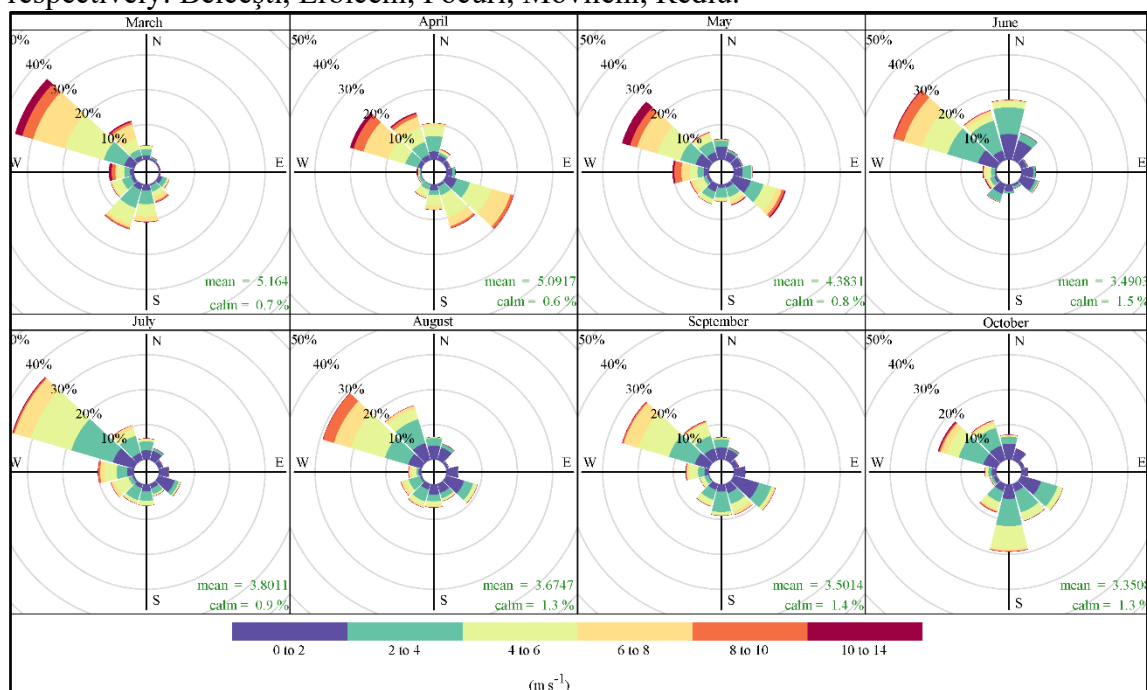 respectively: Belceşti, Erbiceni, Focuri, Movileni, Rediu.
March April May June
0% 40% 30% 20% 10% N W E S
mean = 5.164
calm = 0.7 %
50% 40% 30% 20% 10% N W E S
mean = 5.0917
calm = 0.6 %
50% 40% 30% 20% 10% N W E S
mean = 4.3831
calm = 0.8 %
50% 40% 30% 20% 10% N W E S
mean = 3.4903
calm = 1.5 %
July August September October
0% 40% 30% 20% 10% N W E S
mean = 3.8011
calm = 0.9 %
50% 40% 30% 20% 10% N W E S
mean = 3.6747
calm = 1.3 %
50% 40% 30% 20% 10% N W E S
mean = 3.5014
calm = 1.4 %
50% 40% 30% 20% 10% N W E S
mean = 3.3508
calm = 1.3 %
0 to 2 2 to 4 4 to 6 6 to 8 8 to 10 10 to 14
(m s⁻¹)